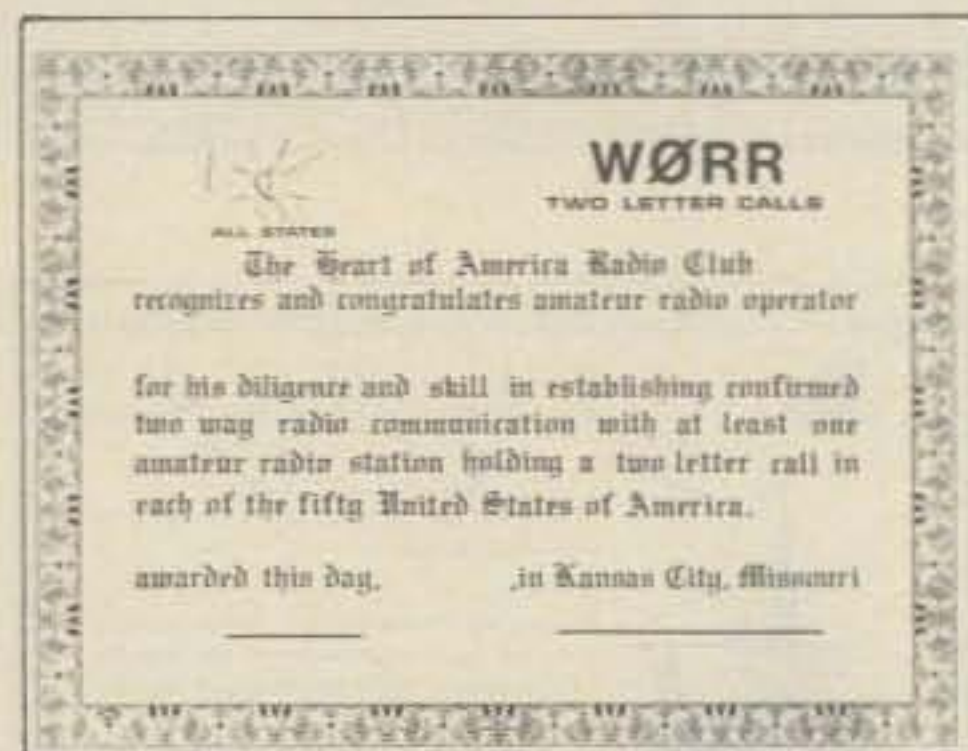 WØRR
TWO LETTER CALLS
ALL STATES
The Heart of America Radio Club
recognizes and congratulates amateur radio operator
for his diligence and skill in establishing confirmed
two way radio communication with at least one
amateur radio station holding a two letter call in
each of the fifty United States of America.
awarded this day, ,in Kansas City, Missouri